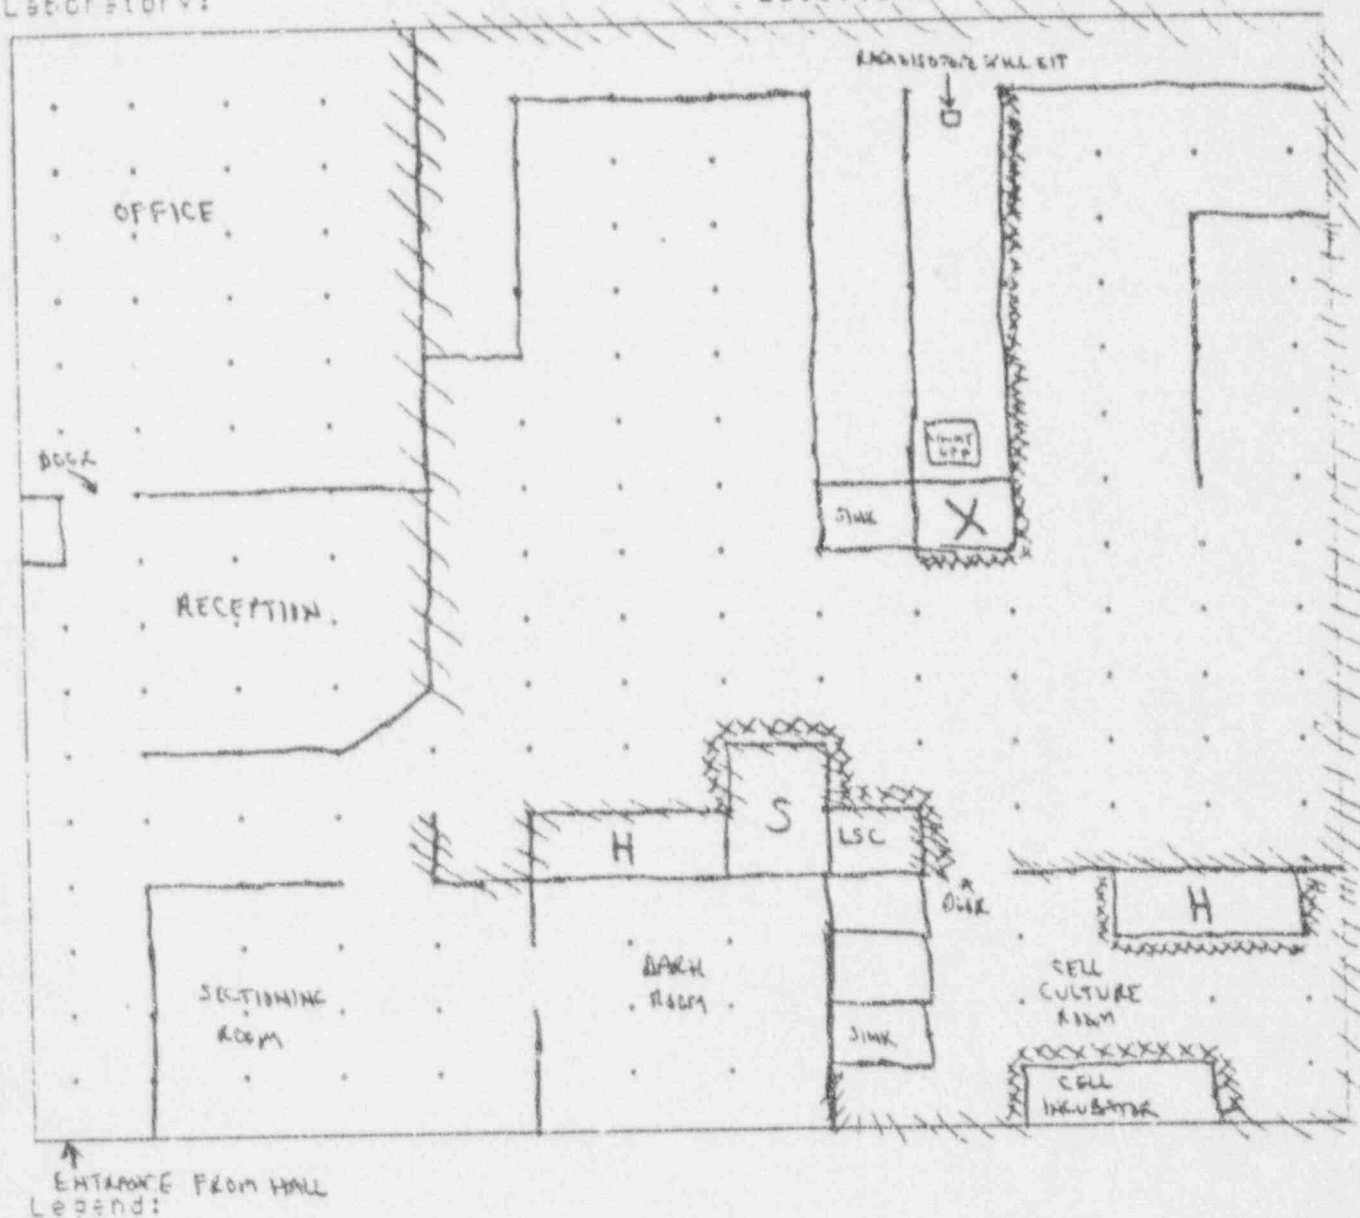 Laboratory:
RADIOISOTOPE SPILL KIT
OFFICE
DOOR
SINK
X
RECEPTION
S
H
LSC
DOOR
H
SECTIONING
ROOM
DARK
ROOM
CELL
CULTURE
ROOM
SINK
CELL
INCUBATOR
ENTRANCE FROM HALL
Legend: